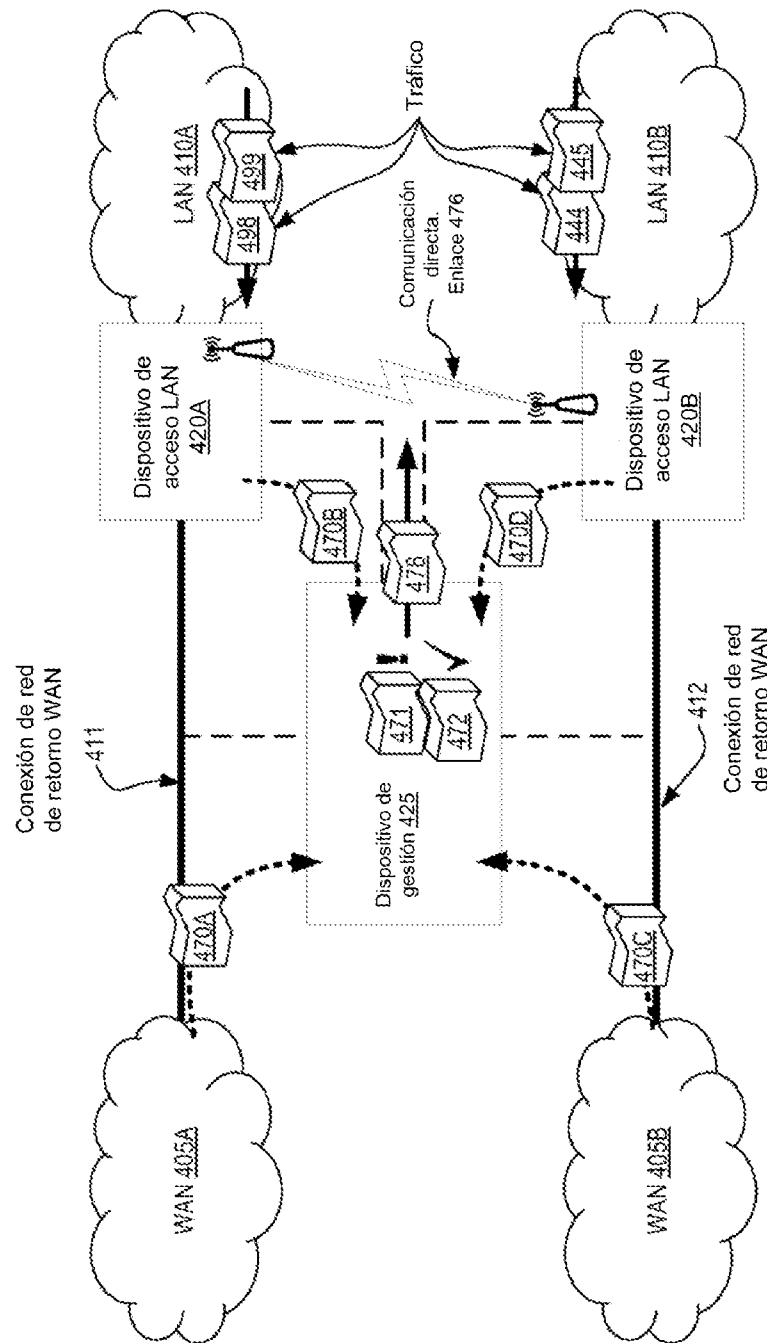 Conexión de red
de retorno WAN
411
WAN 405A
470A
Dispositivo de
acceso LAN
420A
LAN 410A
498
499
470B
Tráfico
Dispositivo de
gestión 425
471
472
476
Comunicación
directa.
Enlace 476
470D
470C
WAN 405B
Dispositivo de
acceso LAN
420B
444
445
LAN 410B
412
Conexión de red
de retorno WAN